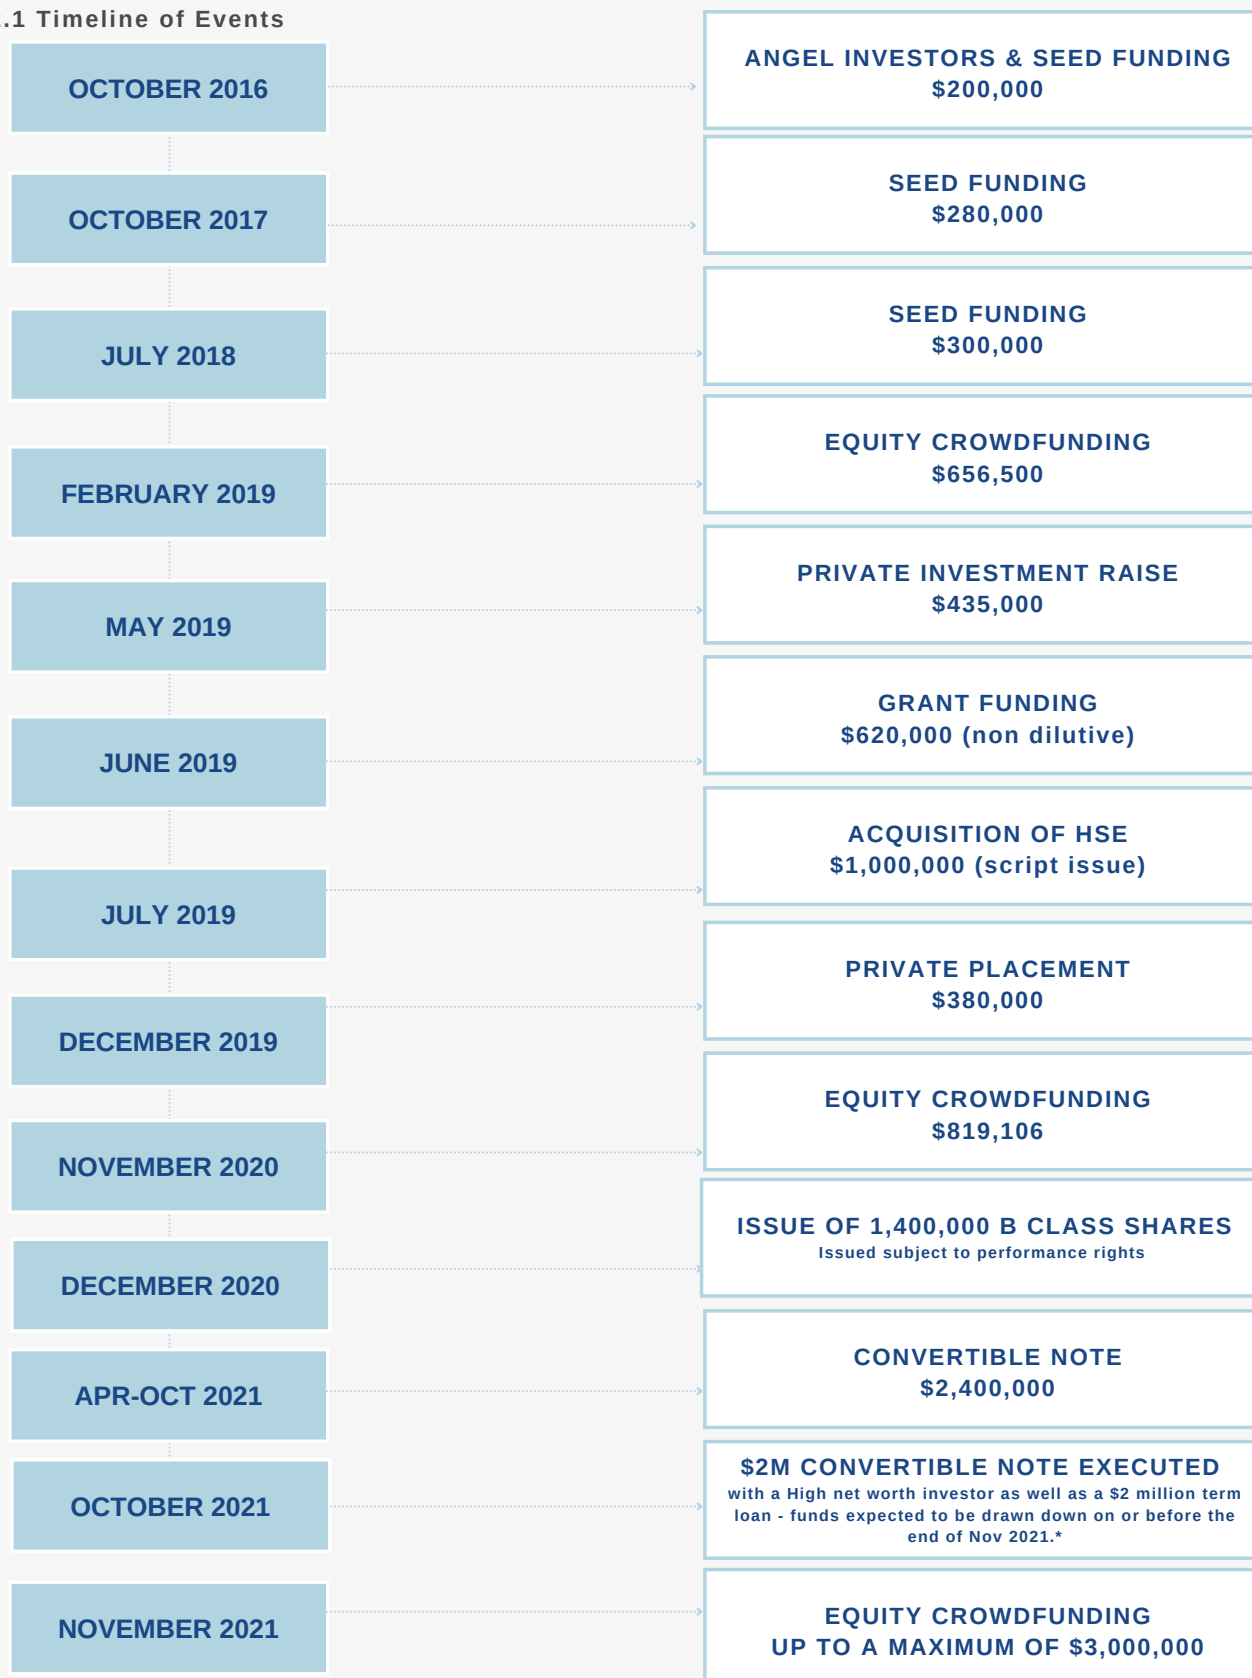 .1 Timeline of Events
OCTOBER 2016
ANGEL INVESTORS & SEED FUNDING
$200,000
OCTOBER 2017
SEED FUNDING
$280,000
JULY 2018
SEED FUNDING
$300,000
FEBRUARY 2019
EQUITY CROWDFUNDING
$656,500
MAY 2019
PRIVATE INVESTMENT RAISE
$435,000
JUNE 2019
GRANT FUNDING
$620,000 (non dilutive)
JULY 2019
ACQUISITION OF HSE
$1,000,000 (script issue)
DECEMBER 2019
PRIVATE PLACEMENT
$380,000
NOVEMBER 2020
EQUITY CROWDFUNDING
$819,106
DECEMBER 2020
ISSUE OF 1,400,000 B CLASS SHARES
Issued subject to performance rights
APR-OCT 2021
CONVERTIBLE NOTE
$2,400,000
OCTOBER 2021
$2M CONVERTIBLE NOTE EXECUTED
with a High net worth investor as well as a $2 million term
loan - funds expected to be drawn down on or before the
end of Nov 2021.*
NOVEMBER 2021
EQUITY CROWDFUNDING
UP TO A MAXIMUM OF $3,000,000